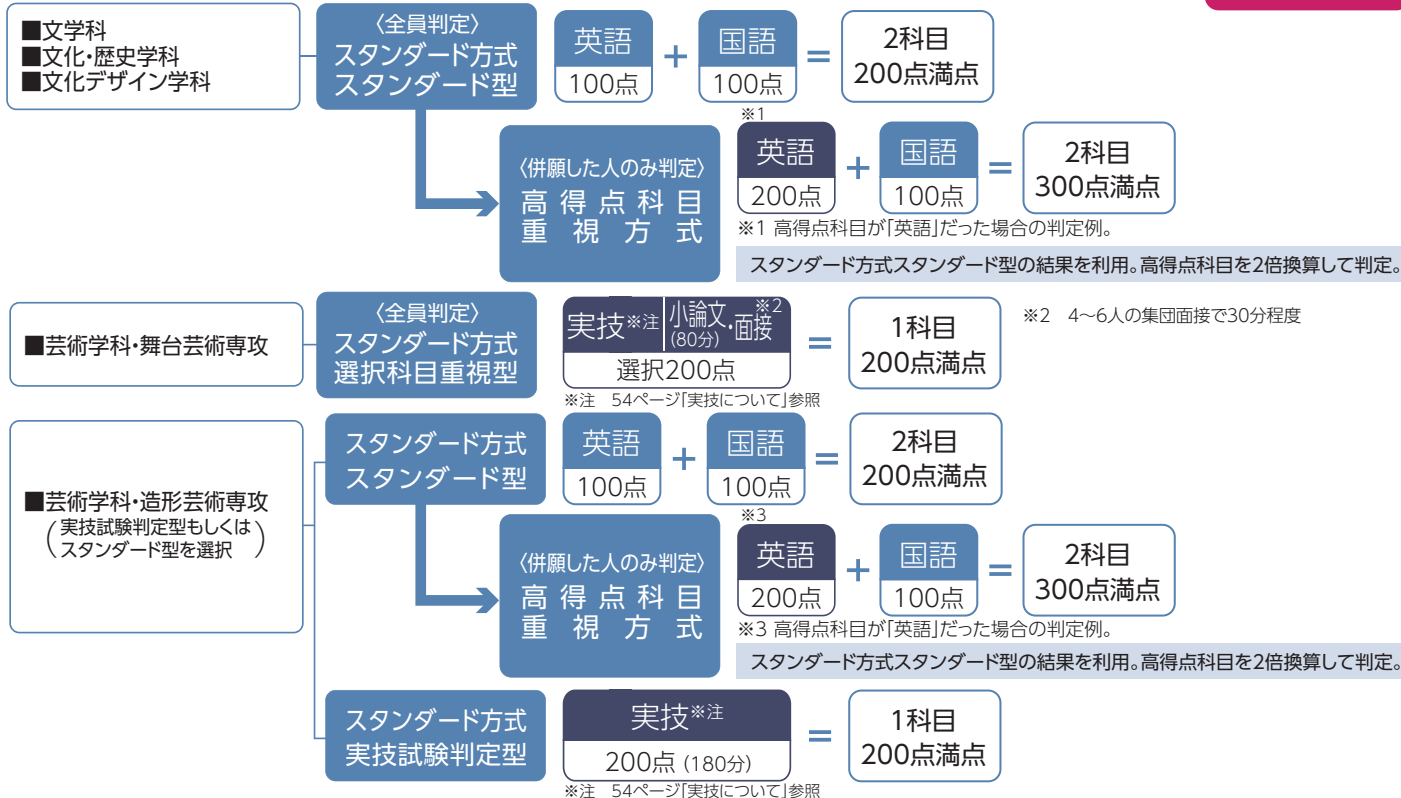 ■文学科
■文化・歴史学科
■文化デザイン学科
〈全員判定〉
スタンダード方式
スタンダード型
英語
100点
+
国語
100点
=
2科目
200点満点
〈併願した人のみ判定〉
高得点科目
重視方式
※1
英語
200点
+
国語
100点
=
2科目
300点満点
※1 高得点科目が「英語」だった場合の判定例。
スタンダード方式スタンダード型の結果を利用。高得点科目を2倍換算して判定。
■芸術学科・舞台芸術専攻
〈全員判定〉
スタンダード方式
選択科目重視型
実技※注
小論文・面接※2
(80分)
選択200点
※注 54ページ「実技について」参照
=
1科目
200点満点
※2 4〜6人の集団面接で30分程度
■芸術学科・造形芸術専攻
(実技試験判定型もしくは
スタンダード型を選択)
スタンダード方式
スタンダード型
英語
100点
+
国語
100点
=
2科目
200点満点
〈併願した人のみ判定〉
高得点科目
重視方式
※3
英語
200点
+
国語
100点
=
2科目
300点満点
※3 高得点科目が「英語」だった場合の判定例。
スタンダード方式スタンダード型の結果を利用。高得点科目を2倍換算して判定。
スタンダード方式
実技試験判定型
実技※注
200点 (180分)
※注 54ページ「実技について」参照
=
1科目
200点満点